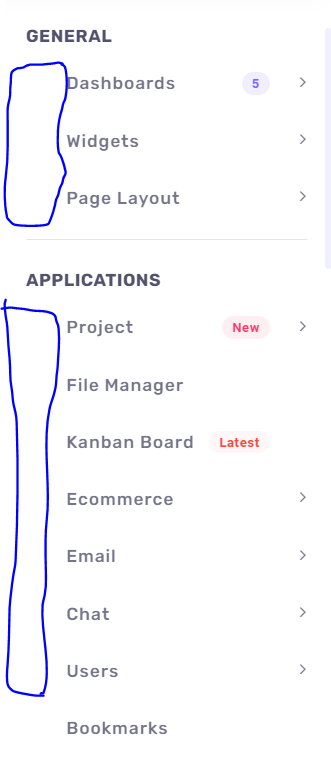 GENERAL
Dashboards 5
Widgets
Page Layout
APPLICATIONS
Project New
File Manager
Kanban Board Latest
Ecommerce
Email
Chat
Users
Bookmarks